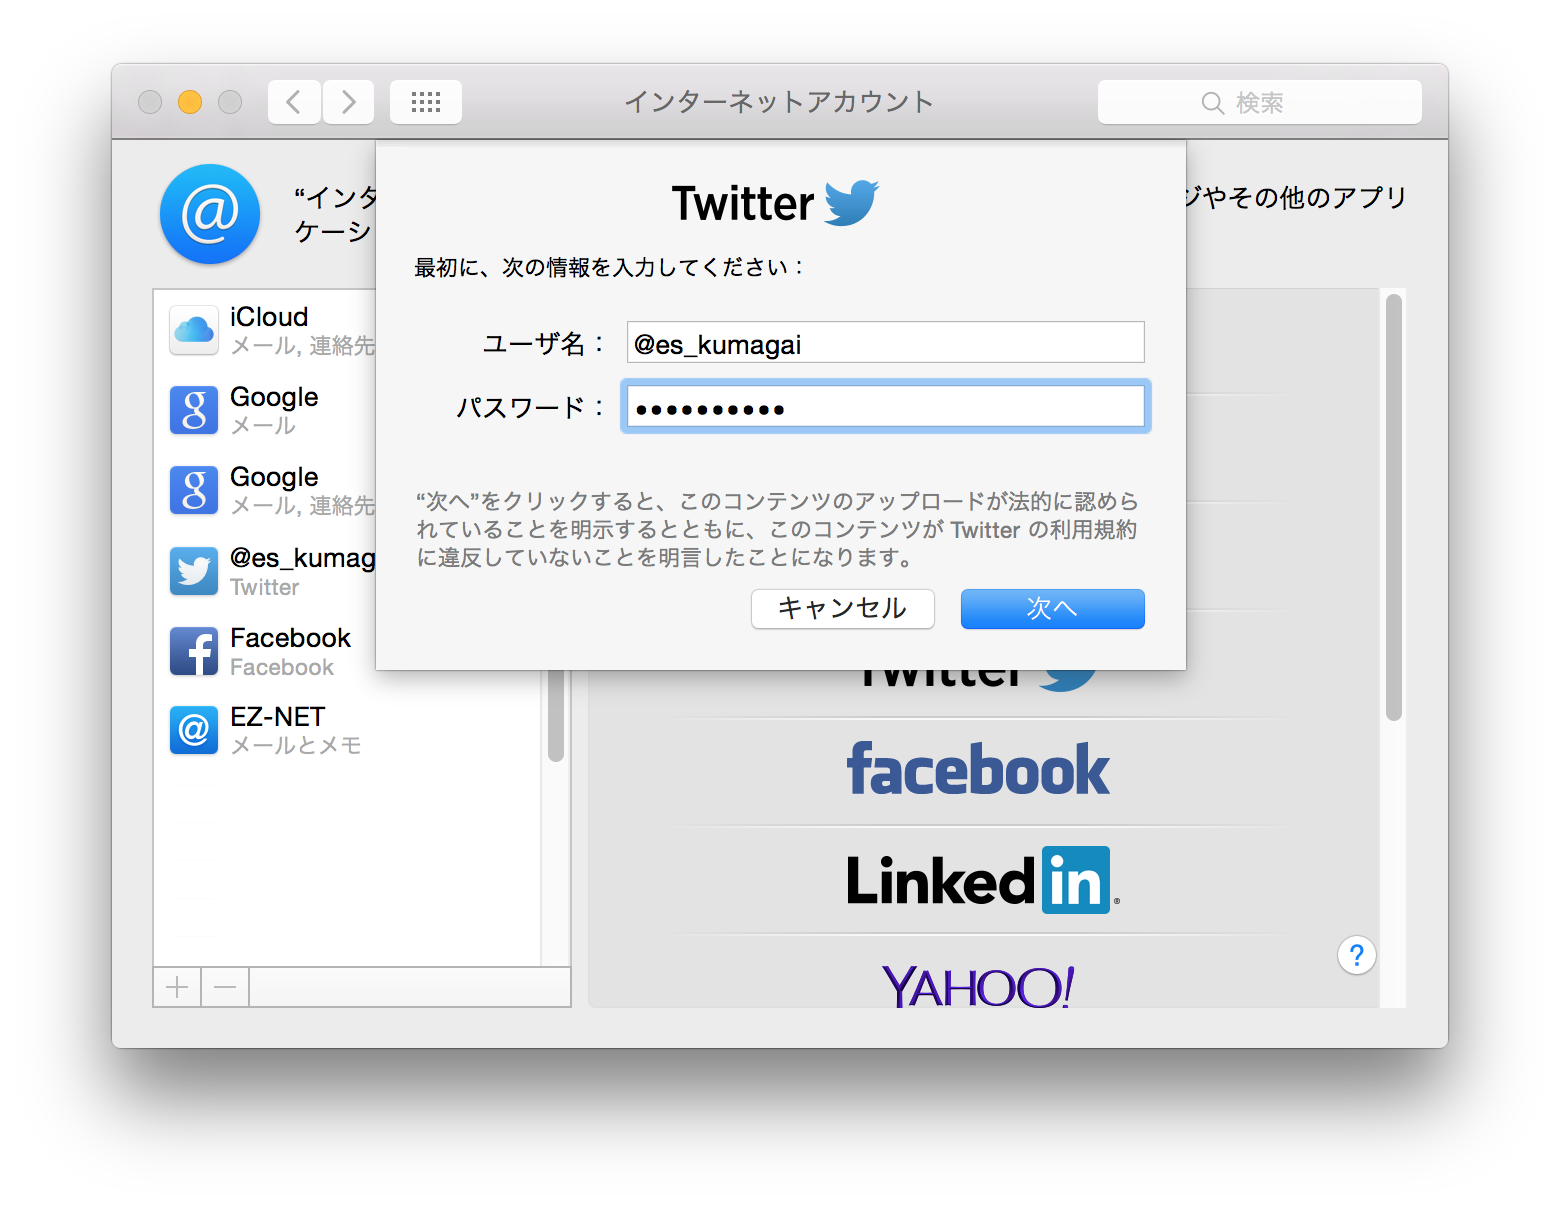 インターネットアカウント
検索
“インタ
ジやその他のアプリ
ケーシ
Twitter
最初に、次の情報を入力してください：
ユーザ名：
@es_kumagai
パスワード：
••••••••••
“次へ”をクリックすると、このコンテンツのアップロードが法的に認めら
れていることを明示するとともに、このコンテンツが Twitter の利用規約
に違反していないことを明言したことになります。
キャンセル
次へ
iCloud
メール, 連絡先
Google
メール
Google
メール, 連絡先
@es_kumag
Twitter
Facebook
Facebook
EZ-NET
メールとメモ
Twitter
facebook
Linked in
YAHOO!
?